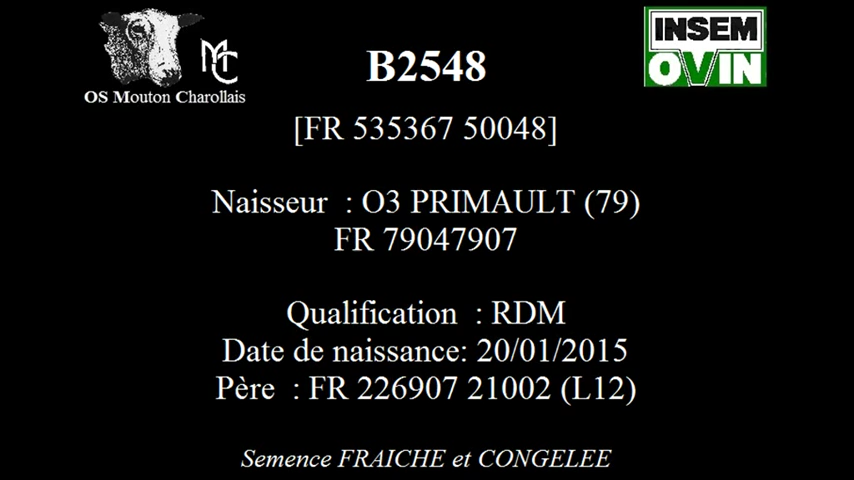 B2548
INSEM
OVIN
MCT
OS Mouton Charollais
[FR 535367 50048]
Naisseur : O3 PRIMAULT (79)
FR 79047907
Qualification : RDM
Date de naissance: 20/01/2015
Père : FR 226907 21002 (L12)
Semence FRAICHE et CONGELEE